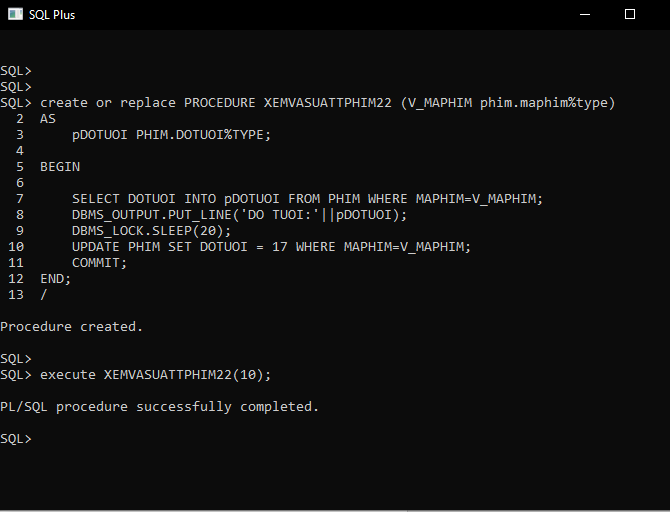 SQL Plus
SQL>
SQL>
SQL> create or replace PROCEDURE XEMVASUATTPHIM22 (V_MAPHIM phim.maphim%type)
2 AS
3 pDOTUOI PHIM.DOTUOI%TYPE;
4
5 BEGIN
6
7 SELECT DOTUOI INTO pDOTUOI FROM PHIM WHERE MAPHIM=V_MAPHIM;
8 DBMS_OUTPUT.PUT_LINE('DO TUOI:'||pDOTUOI);
9 DBMS_LOCK.SLEEP(20);
10 UPDATE PHIM SET DOTUOI = 17 WHERE MAPHIM=V_MAPHIM;
11 COMMIT;
12 END;
13 /
Procedure created.
SQL>
SQL> execute XEMVASUATTPHIM22(10);
PL/SQL procedure successfully completed.
SQL>